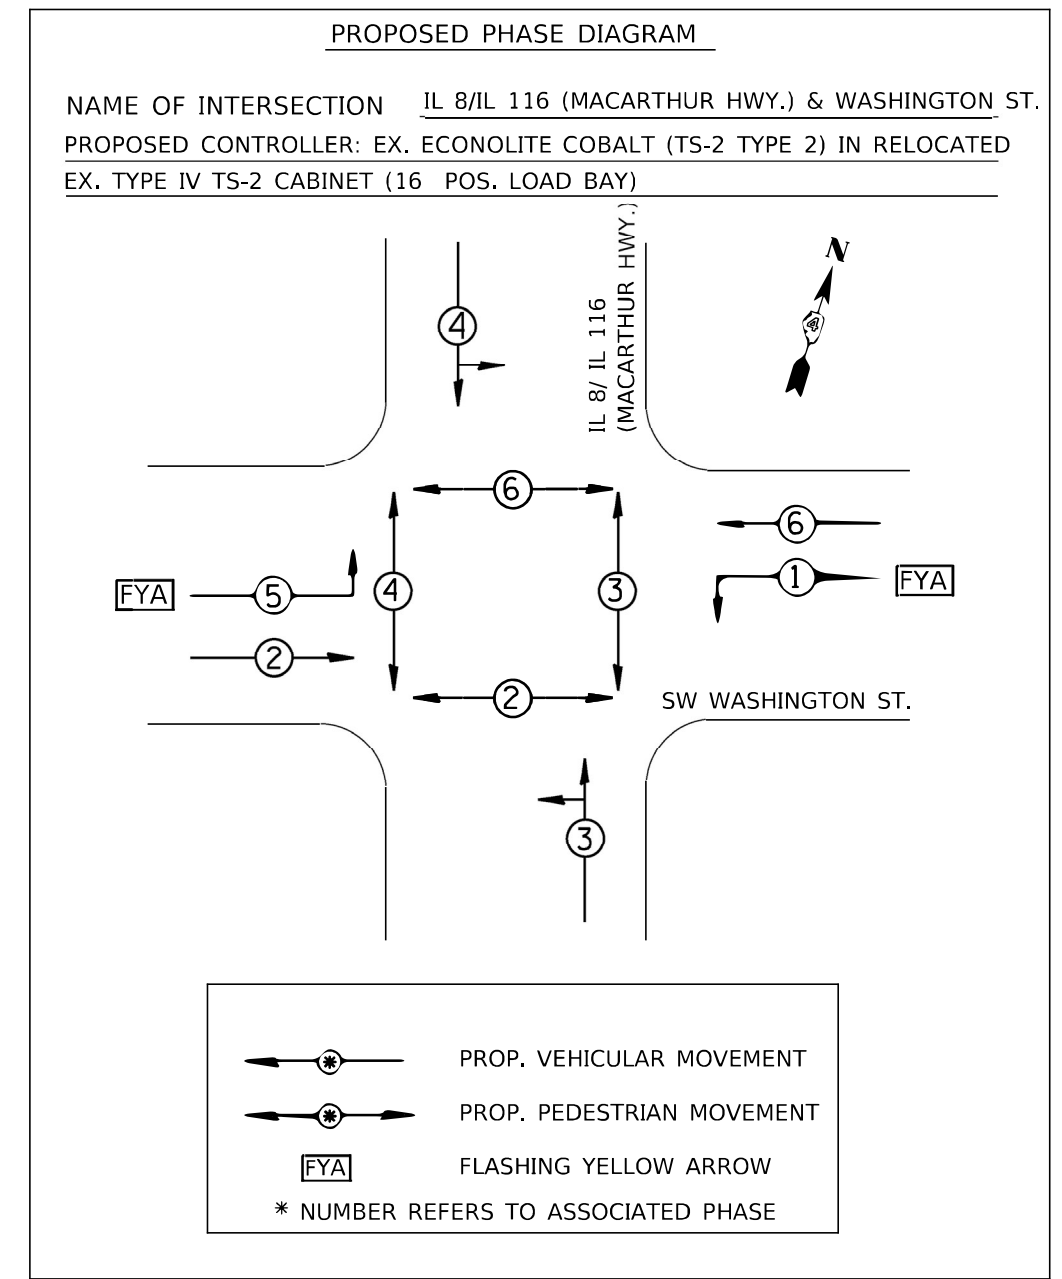 PROPOSED PHASE DIAGRAM
NAME OF INTERSECTION IL 8/IL 116 (MACARTHUR HWY.) & WASHINGTON ST.
PROPOSED CONTROLLER: EX. ECONOLITE COBALT (TS-2 TYPE 2) IN RELOCATED
EX. TYPE IV TS-2 CABINET (16 POS. LOAD BAY)
IL 8/ IL 116
(MACARTHUR HWY.)
N
4
4
6
6
FYA
5
4
3
1
FYA
2
2
SW WASHINGTON ST.
3
* PROP. VEHICULAR MOVEMENT
* PROP. PEDESTRIAN MOVEMENT
FYA FLASHING YELLOW ARROW
* NUMBER REFERS TO ASSOCIATED PHASE